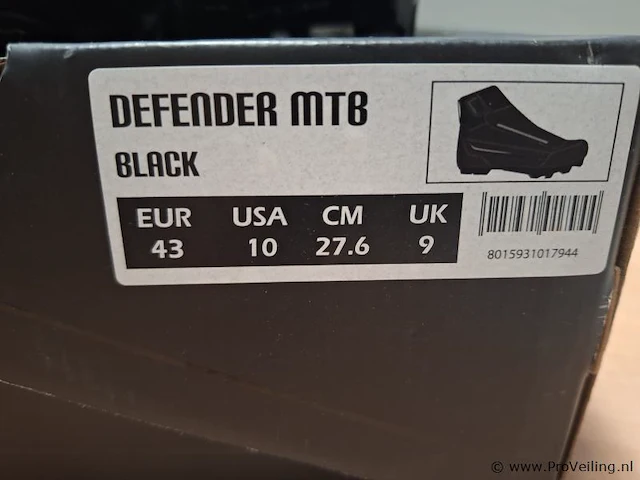 DEFENDER MTB
BLACK
EUR USA CM UK
43 10 27.6 9
8015931017944
© www.ProVeiling.nl